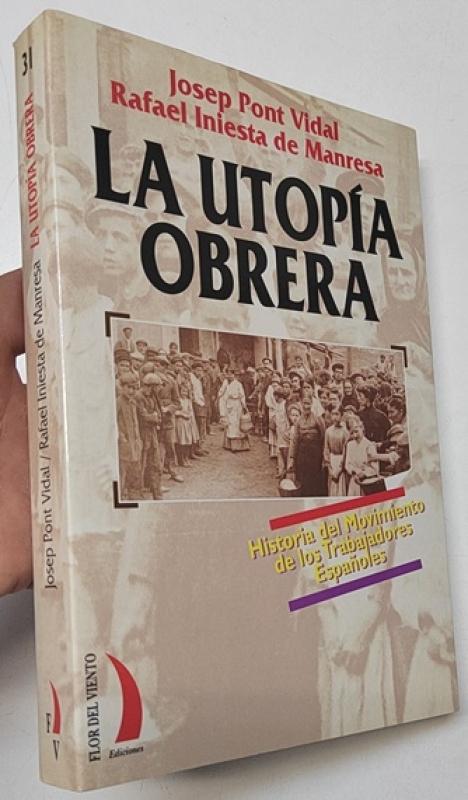 31
LA UTOPÍA OBRERA
Josep Pont Vidal / Rafael Iniesta de Manresa
F
V
Josep Pont Vidal
Rafael Iniesta de Manresa
LA UTOPÍA
OBRERA
Historia del Movimiento
de los Trabajadores
Españoles
FLOR DEL VIENTO
Ediciones